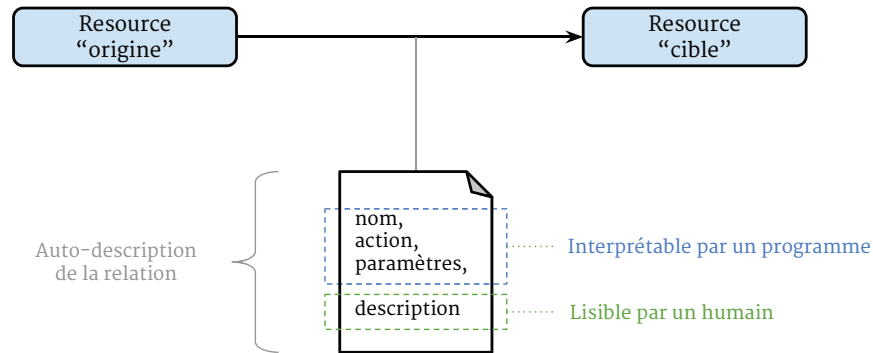 Resource
“origine”
Resource
“cible”
Auto-description
de la relation
nom,
action,
paramètres,
description
Interprétable par un programme
Lisible par un humain